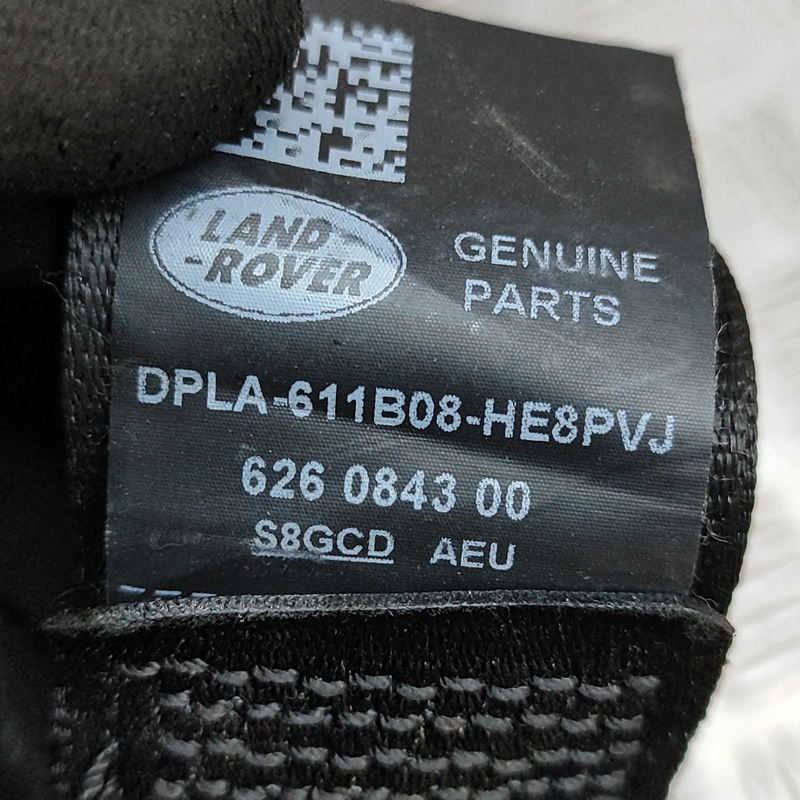 LAND-
-ROVER
GENUINE
PARTS
DPLA-611B08-HE8PVJ
626 0843 00
S8GCD AEU